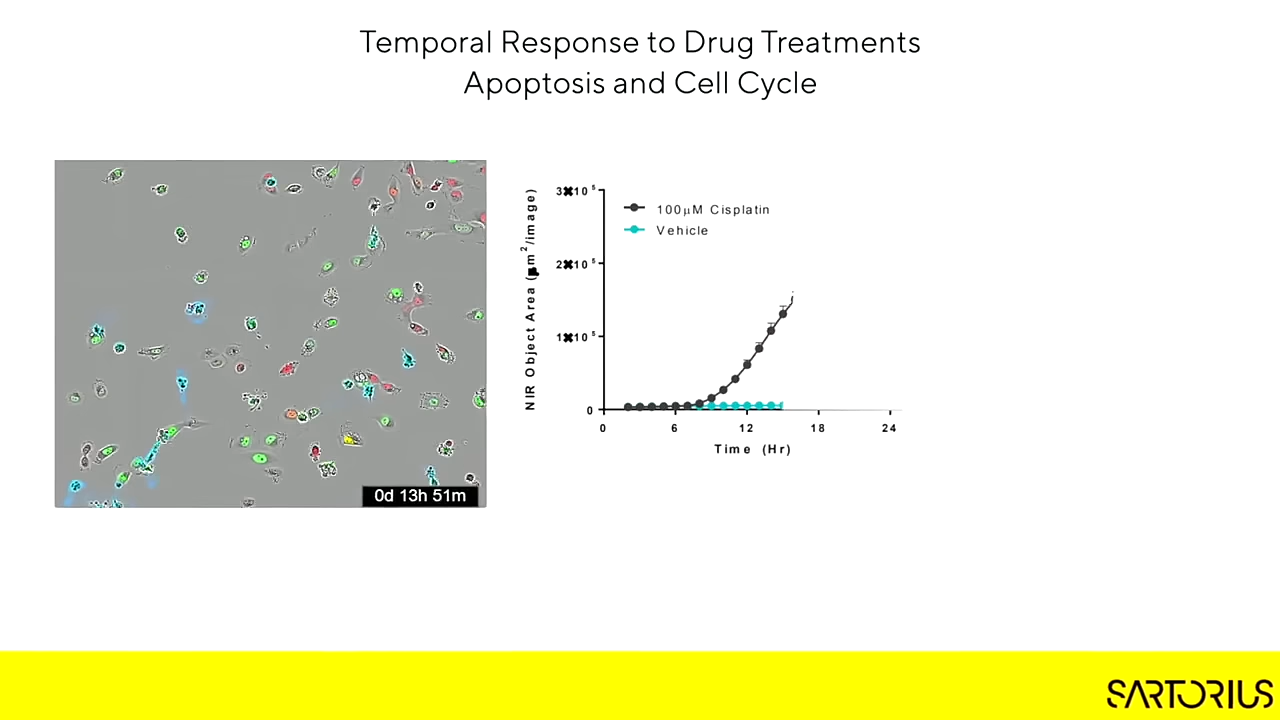 Temporal Response to Drug Treatments
Apoptosis and Cell Cycle
0d 13h 51m
NIR Object Area (µm²/image)
3✖10⁵
2✖10⁵
1✖10⁵
0
100µM Cisplatin
Vehicle
0 6 12 18 24
Time (Hr)
SARTORIUS